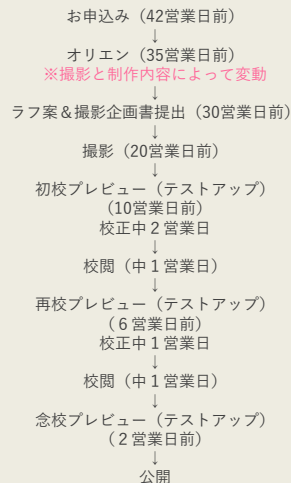 お申込み（42営業日前）
↓
オリエン（35営業日前）
※撮影と制作内容によって変動
↓
ラフ案＆撮影企画書提出（30営業日前）
↓
撮影（20営業日前）
↓
初校プレビュー（テストアップ）
（10営業日前）
校正中２営業日
↓
校閲（中１営業日）
↓
再校プレビュー（テストアップ）
（６営業日前）
校正中１営業日
↓
校閲（中１営業日）
↓
念校プレビュー（テストアップ）
（２営業日前）
↓
公開